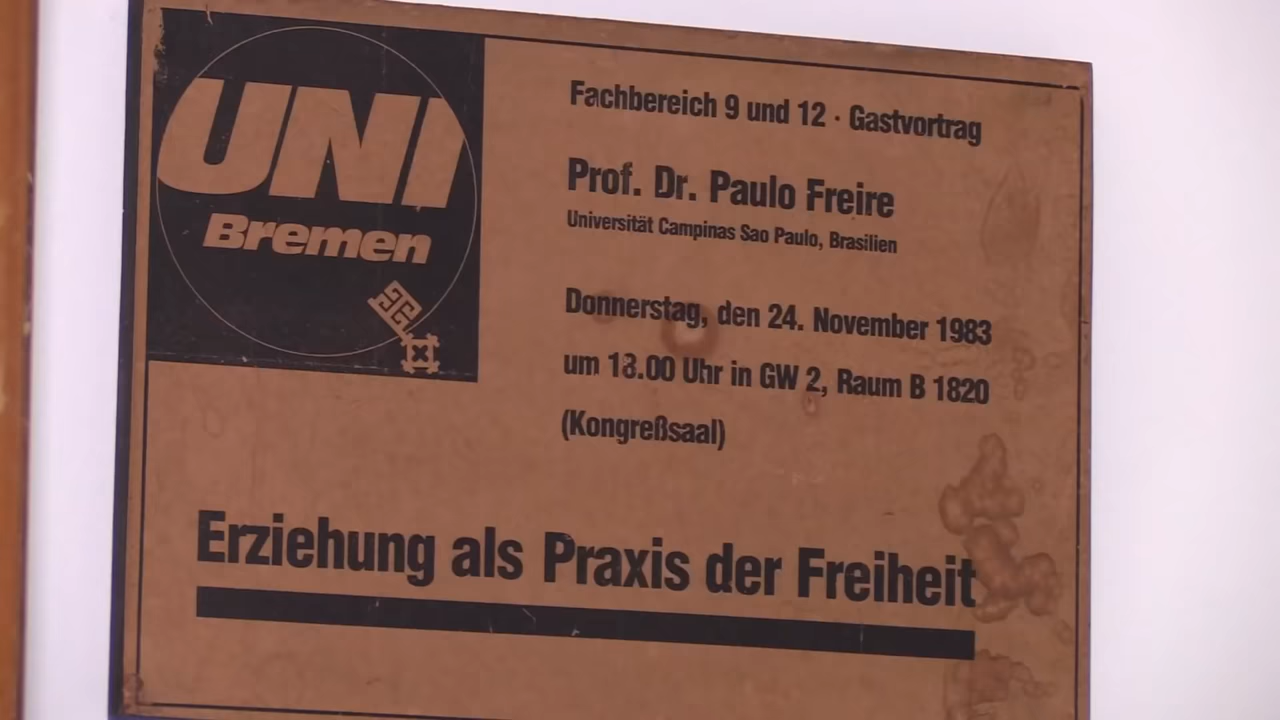 UNI
Bremen
Fachbereich 9 und 12 · Gastvortrag
Prof. Dr. Paulo Freire
Universität Campinas Sao Paulo, Brasilien
Donnerstag, den 24. November 1983
um 18.00 Uhr in GW 2, Raum B 1820
(Kongreßsaal)
Erziehung als Praxis der Freiheit